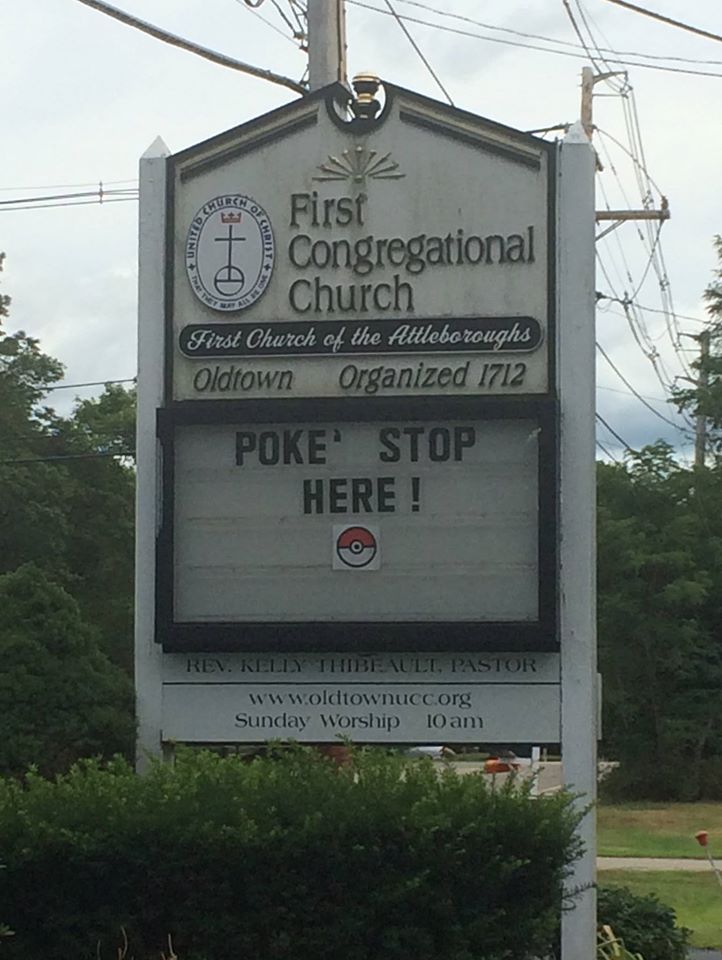 UNITED CHURCH OF CHRIST
THAT THEY MAY ALL BE ONE
First
Congregational
Church
First Church of the Attleboroughs
Oldtown Organized 1712
POKE' STOP
HERE!
REV. KELLY THIBEAULT, PASTOR
www.oldtownucc.org
Sunday Worship 10 am